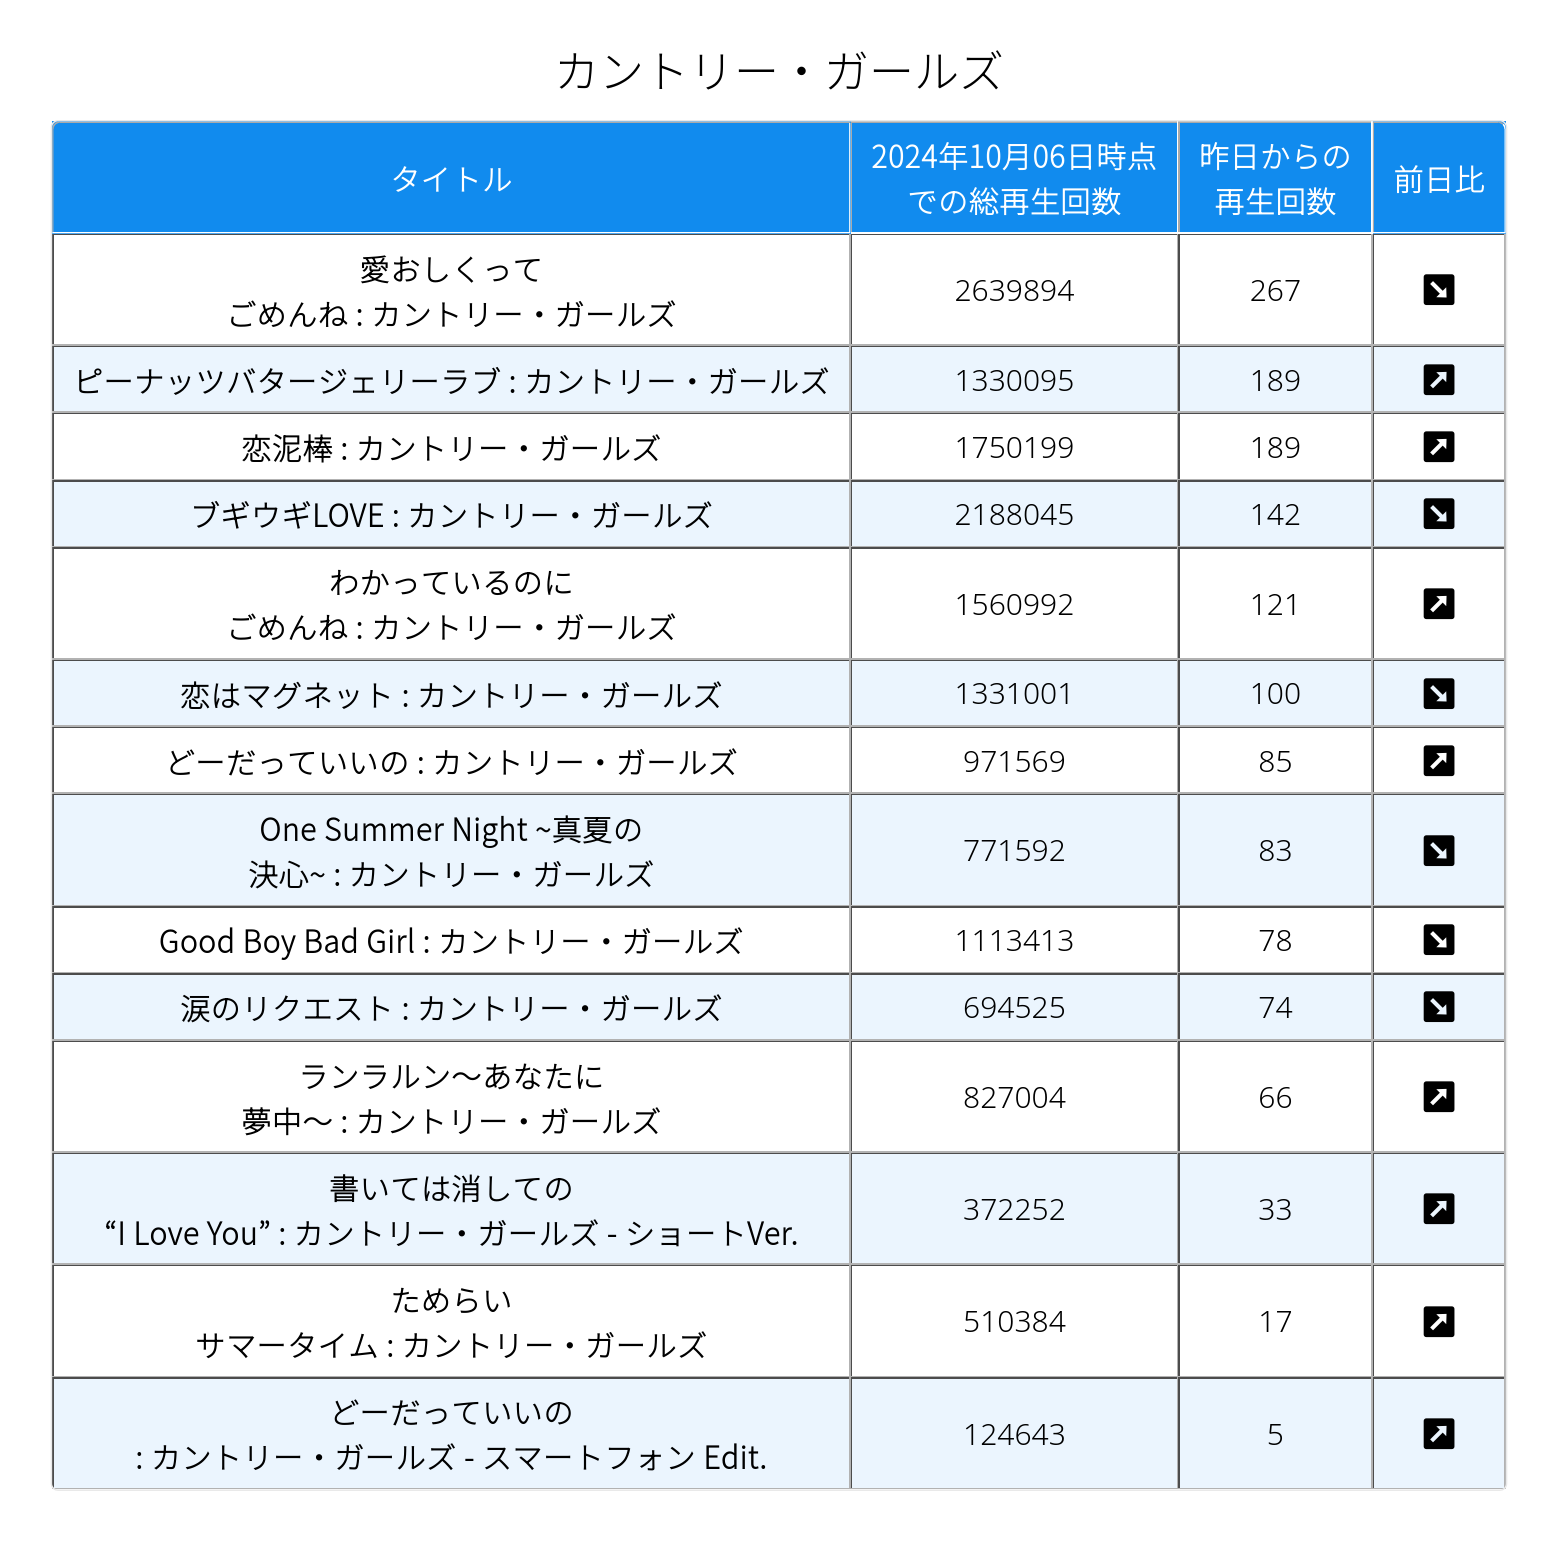 カントリー・ガールズ
タイトル
2024年10月06日時点
での総再生回数
昨日からの
再生回数
前日比
愛おしくって
ごめんね : カントリー・ガールズ
2639894
267
ピーナッツバタージェリーラブ : カントリー・ガールズ
1330095
189
恋泥棒 : カントリー・ガールズ
1750199
189
ブギウギLOVE : カントリー・ガールズ
2188045
142
わかっているのに
ごめんね : カントリー・ガールズ
1560992
121
恋はマグネット : カントリー・ガールズ
1331001
100
どーだっていいの : カントリー・ガールズ
971569
85
One Summer Night ~真夏の
決心~ : カントリー・ガールズ
771592
83
Good Boy Bad Girl : カントリー・ガールズ
1113413
78
涙のリクエスト : カントリー・ガールズ
694525
74
ランラルン～あなたに
夢中～ : カントリー・ガールズ
827004
66
書いては消しての
“I Love You” : カントリー・ガールズ - ショートVer.
372252
33
ためらい
サマータイム : カントリー・ガールズ
510384
17
どーだっていいの
: カントリー・ガールズ - スマートフォン Edit.
124643
5